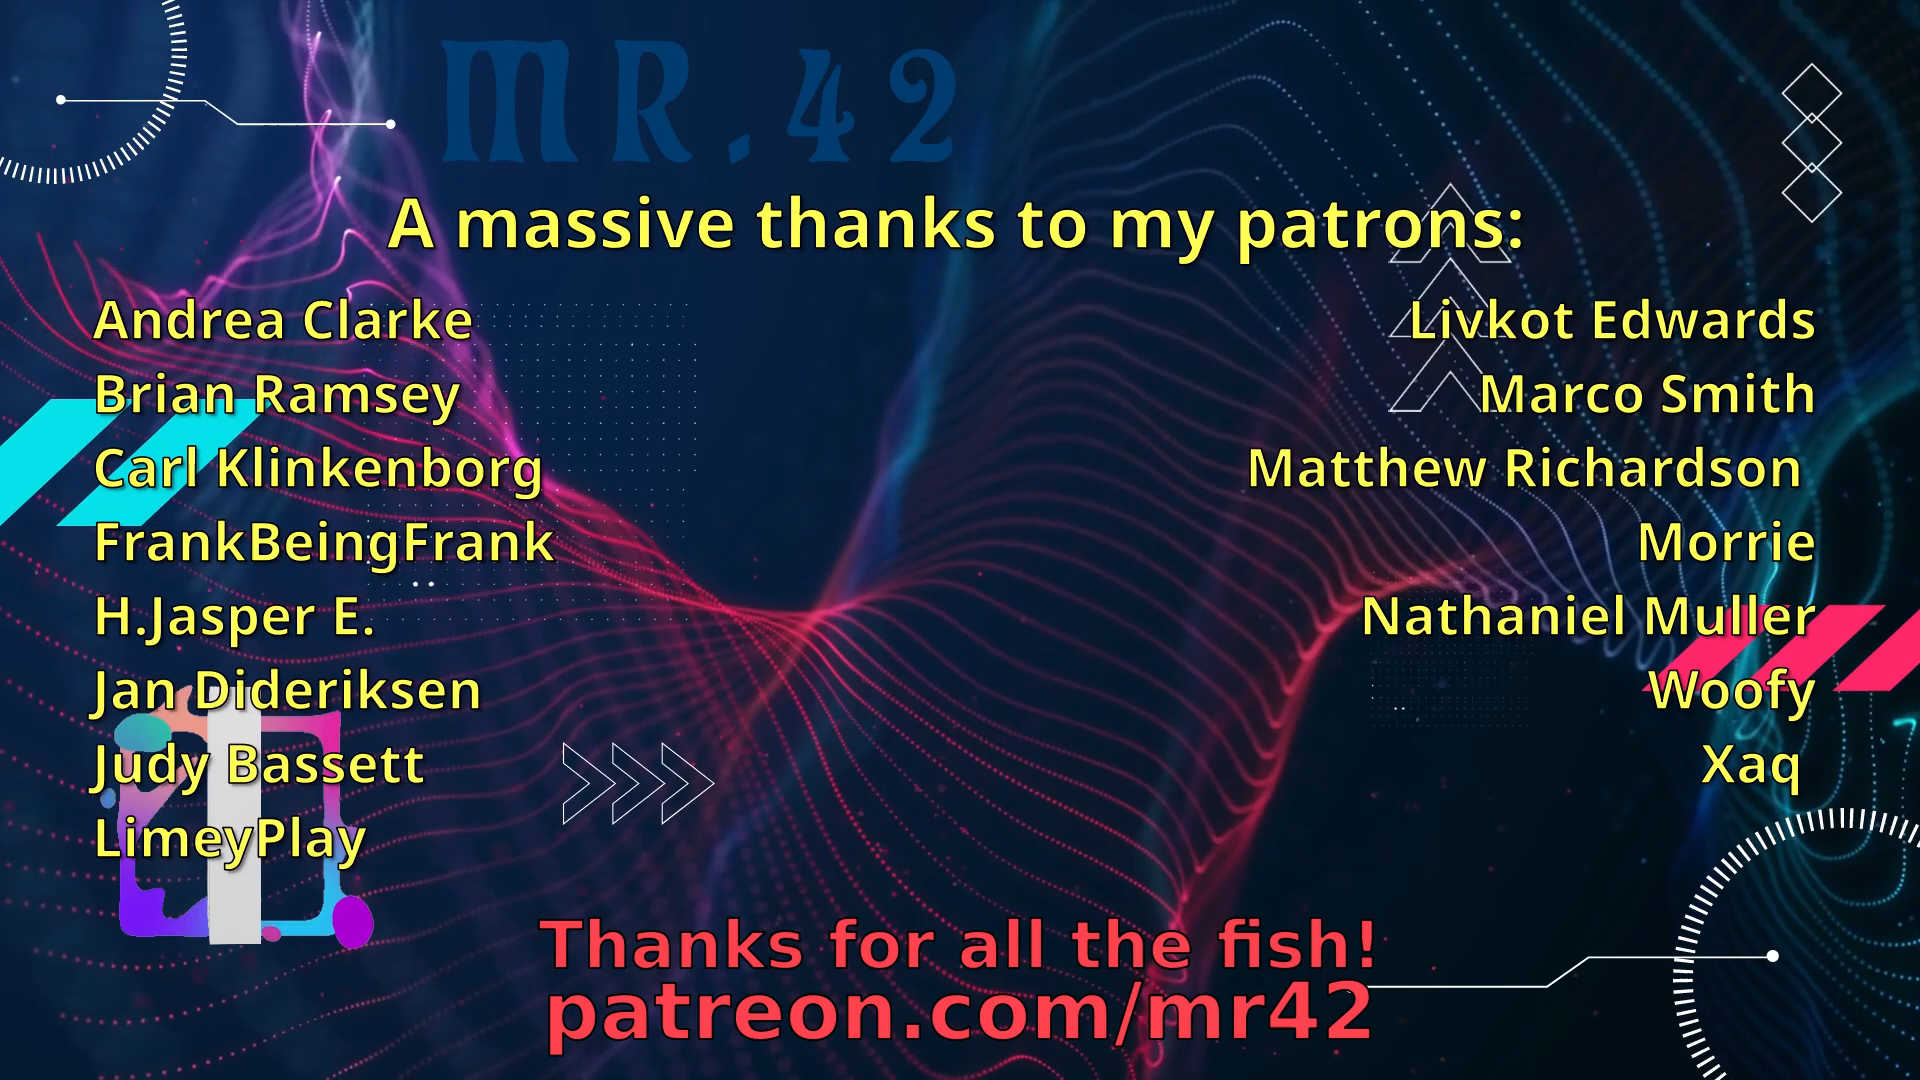 MR.42
A massive thanks to my patrons:
Andrea Clarke
Brian Ramsey
Carl Klinkenborg
FrankBeingFrank
H.Jasper E.
Jan Dideriksen
Judy Bassett
LimeyPlay
Livkot Edwards
Marco Smith
Matthew Richardson
Morrie
Nathaniel Muller
Woofy
Xaq
Thanks for all the fish!
patreon.com/mr42